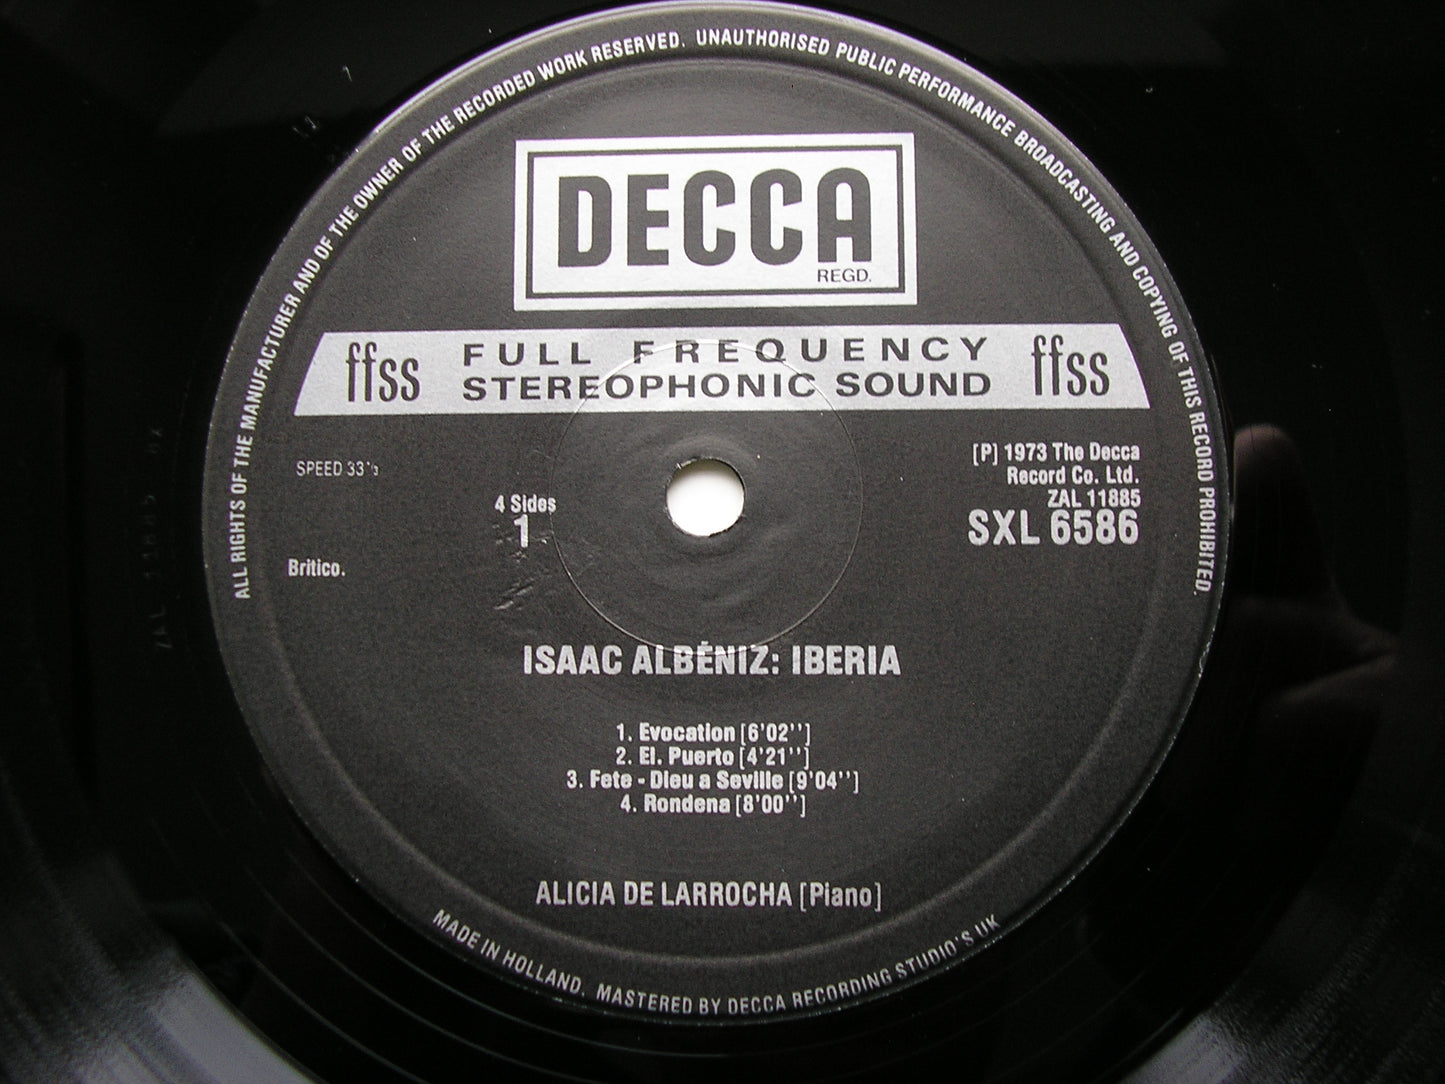 ALL RIGHTS OF THE MANUFACTURER AND OF THE OWNER OF THE RECORDED WORK RESERVED. UNAUTHORISED PUBLIC PERFORMANCE BROADCASTING AND COPYING OF THIS RECORD PROHIBITED.
DECCA
REGD.
ffss FULL FREQUENCY ffss
STEREOPHONIC SOUND
SPEED 33⅓
[P] 1973 The Decca
Record Co. Ltd.
ZAL 11885
SXL 6586
4 Sides
1
Britico.
ISAAC ALBÉNIZ: IBERIA
1. Evocation [6'02'']
2. El. Puerto [4'21'']
3. Fete - Dieu a Seville [9'04'']
4. Rondena [8'00'']
ALICIA DE LARROCHA [Piano]
MADE IN HOLLAND. MASTERED BY DECCA RECORDING STUDIO'S UK